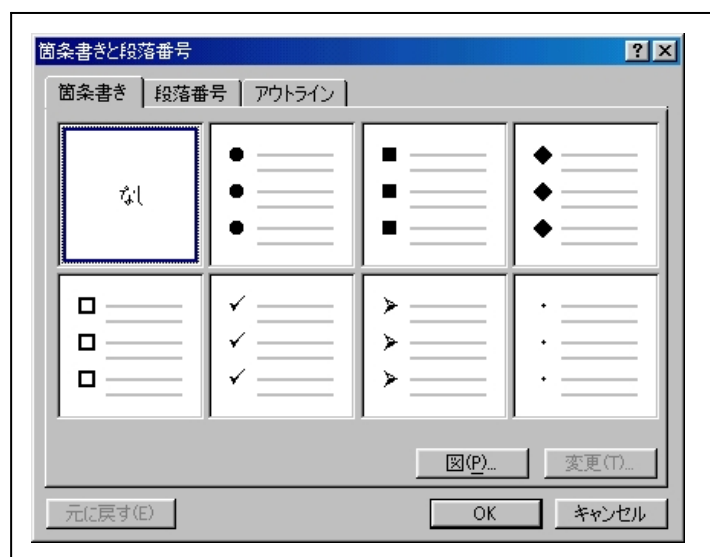 箇条書きと段落番号
箇条書き 段落番号 アウトライン
なし
図(P)... 変更(T)...
元に戻す(E) OK キャンセル